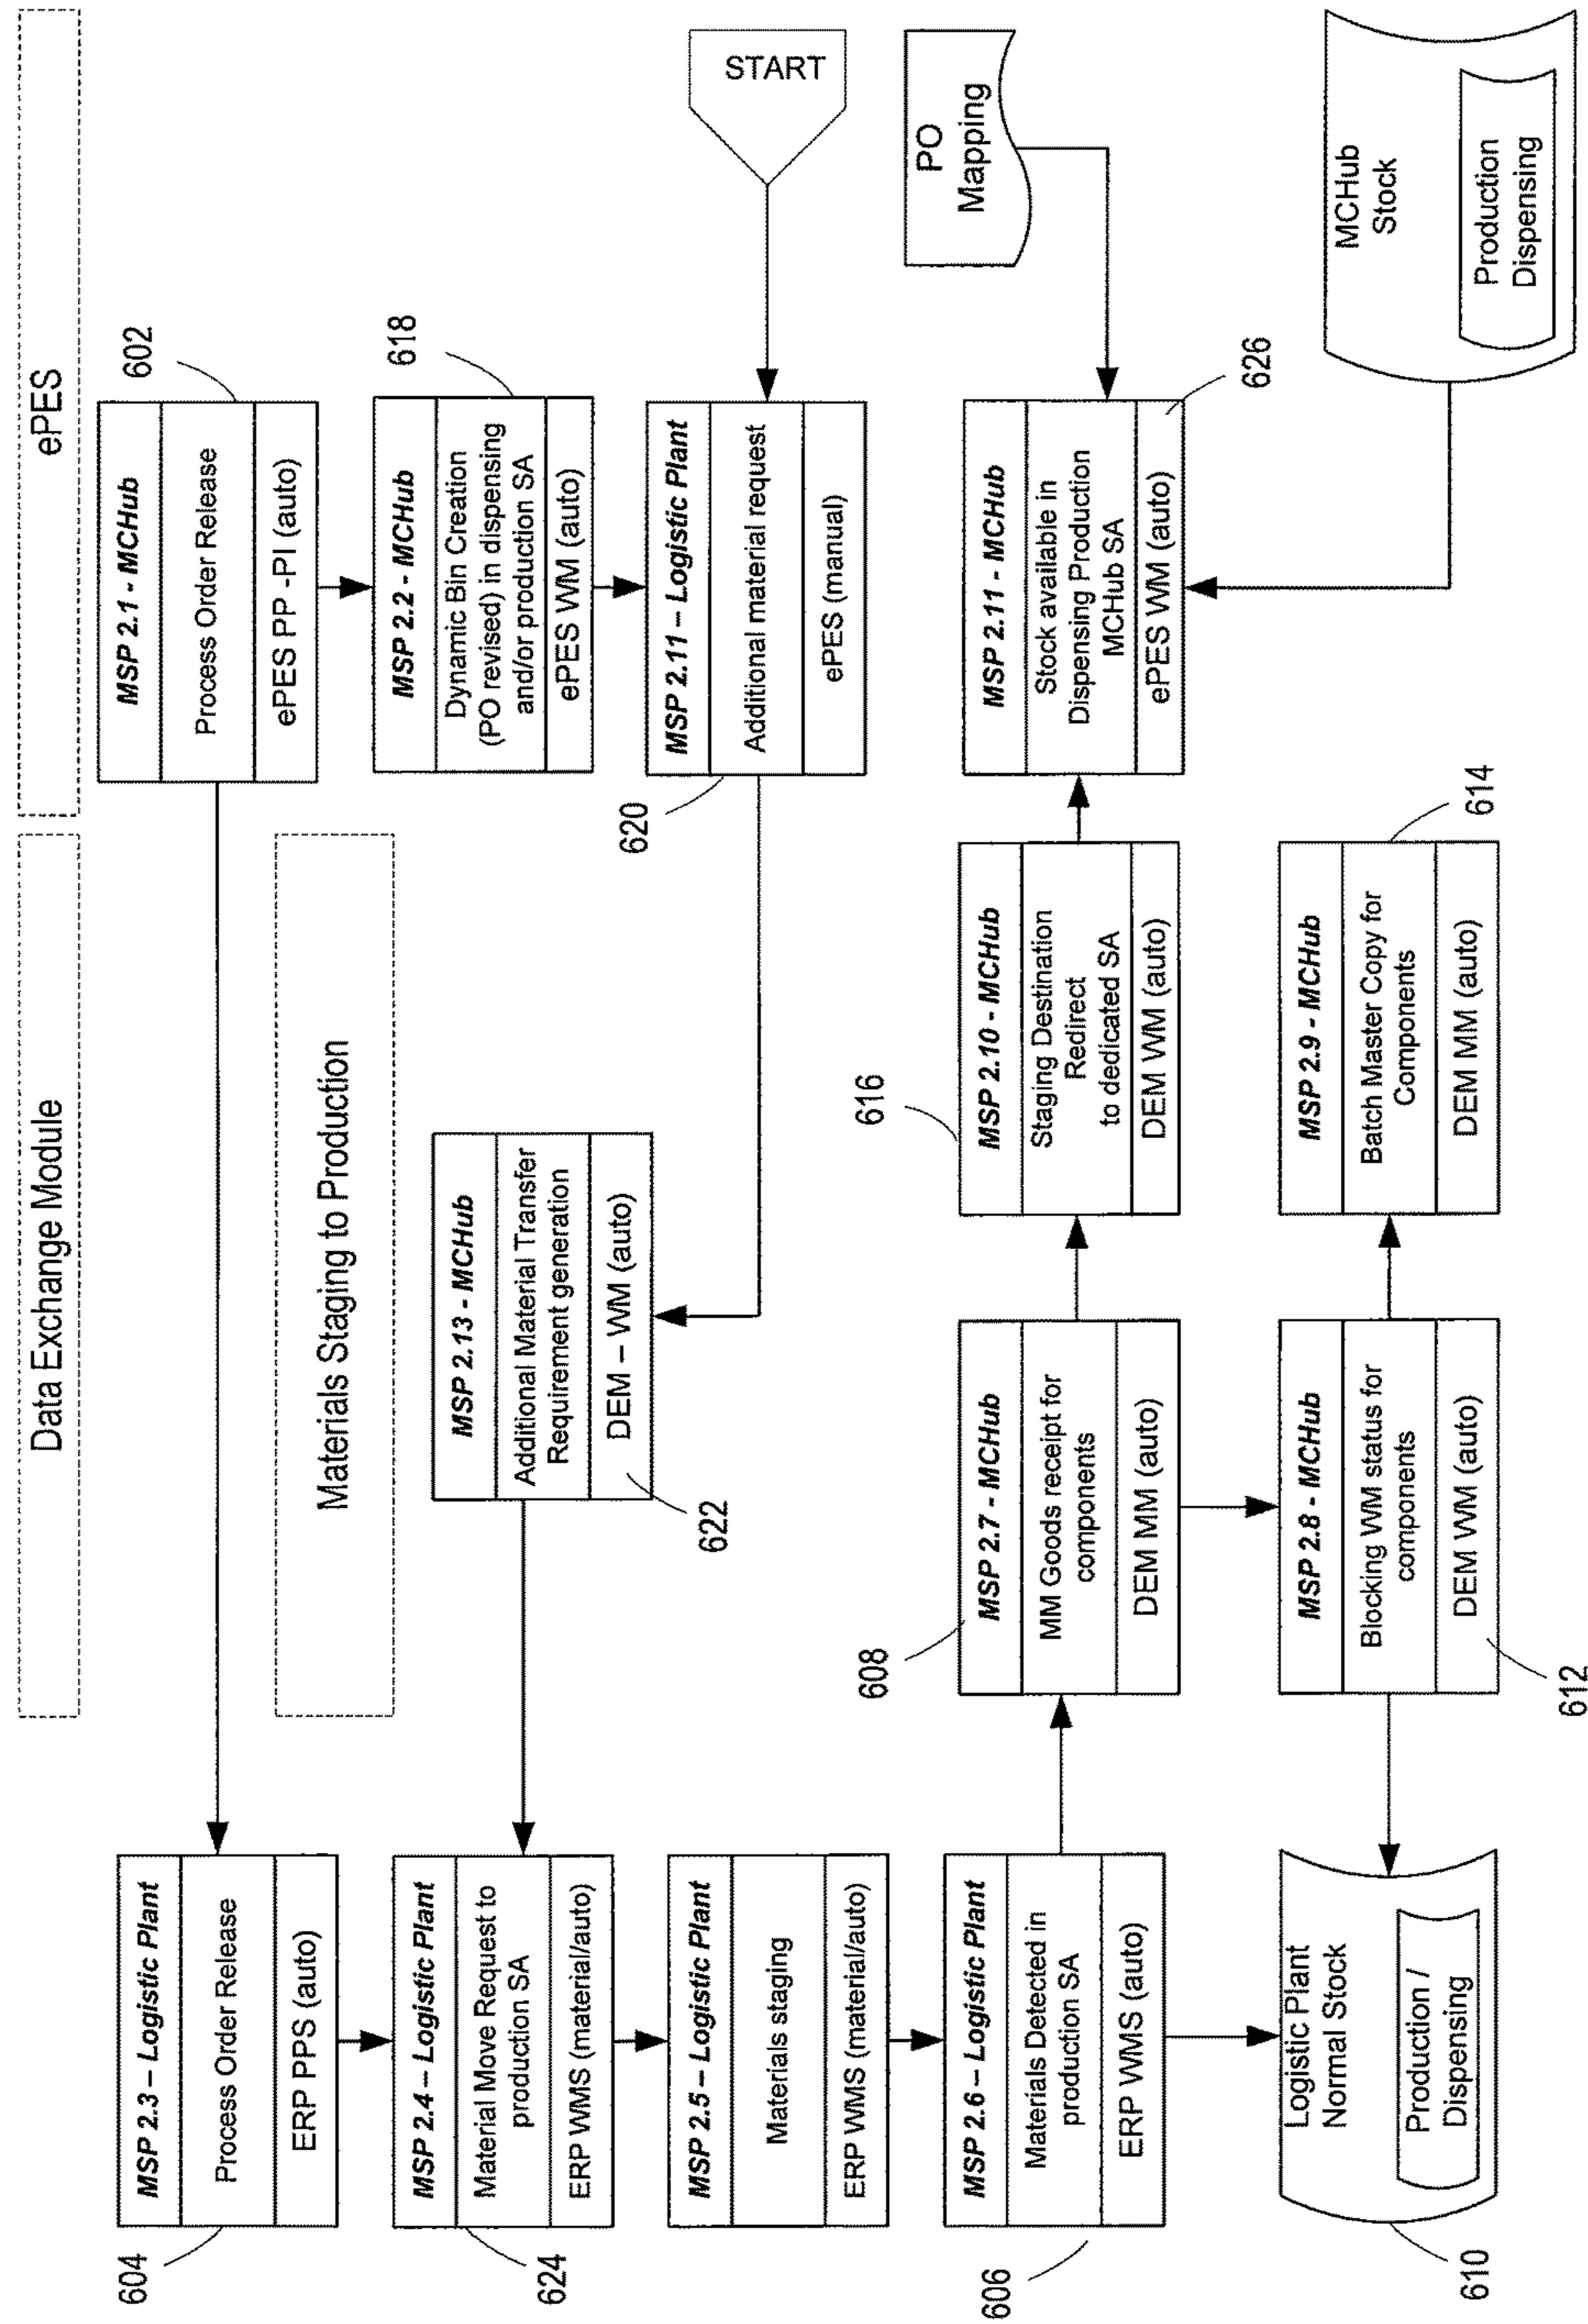 Data Exchange Module
ePES
Materials Staging to Production
MSP 2.3 – Logistic Plant
Process Order Release
ERP PPS (auto)
604
MSP 2.1 - MCHub
Process Order Release
ePES PP -PI (auto)
602
MSP 2.4 – Logistic Plant
Material Move Request to
production SA
ERP WMS (material/auto)
624
MSP 2.13 - MCHub
Additional Material Transfer
Requirement generation
DEM – WM (auto)
622
MSP 2.2 - MCHub
Dynamic Bin Creation
(PO revised) in dispensing
and/or production SA
ePES WM (auto)
618
MSP 2.5 – Logistic Plant
Materials staging
ERP WMS (material/auto)
MSP 2.11 – Logistic Plant
Additional material request
ePES (manual)
620
START
MSP 2.6 – Logistic Plant
Materials Detected in
production SA
ERP WMS (auto)
606
MSP 2.7 - MCHub
MM Goods receipt for
components
DEM MM (auto)
608
MSP 2.10 - MCHub
Staging Destination
Redirect
to dedicated SA
DEM WM (auto)
616
MSP 2.11 - MCHub
Stock available in
Dispensing Production
MCHub SA
ePES WM (auto)
626
PO
Mapping
Logistic Plant
Normal Stock
Production /
Dispensing
610
MSP 2.8 - MCHub
Blocking WM status for
components
DEM WM (auto)
612
MSP 2.9 - MCHub
Batch Master Copy for
Components
DEM MM (auto)
614
MCHub
Stock
Production
Dispensing